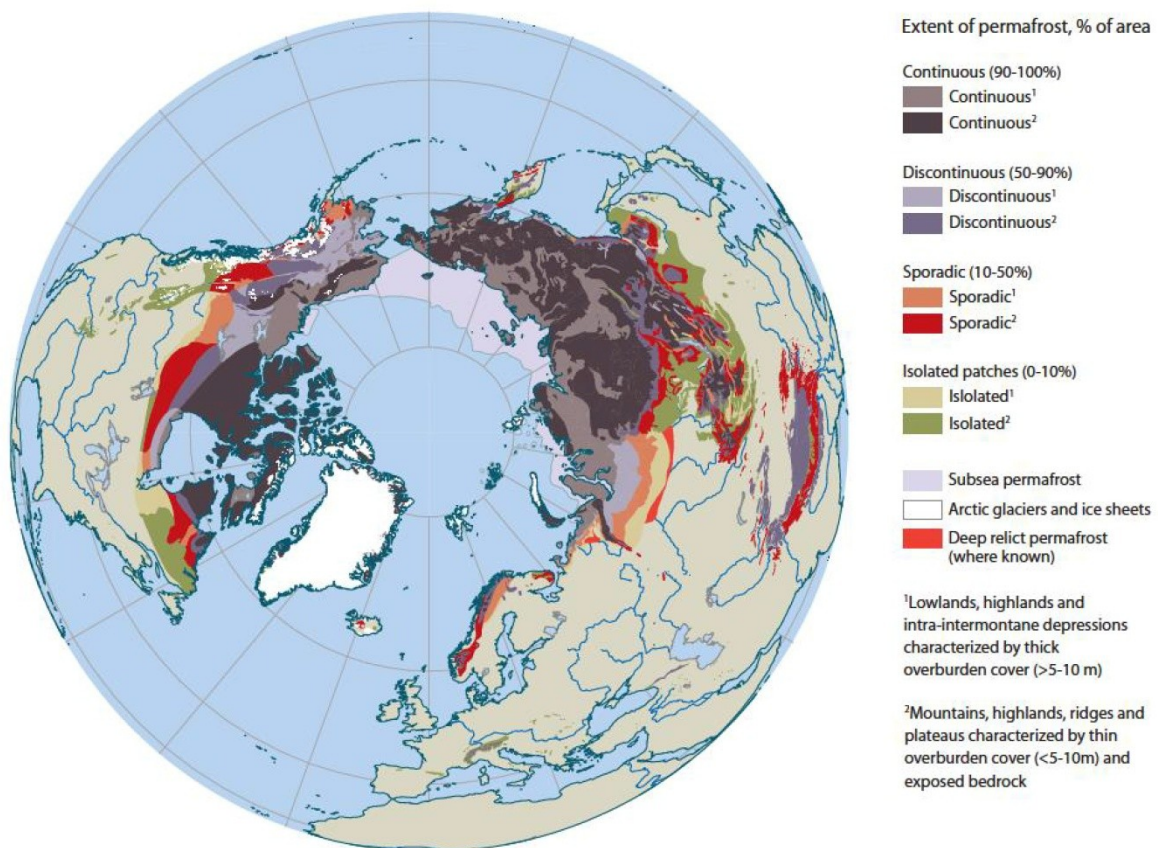 Extent of permafrost, % of area
Continuous (90-100%)
Continuous¹
Continuous²
Discontinuous (50-90%)
Discontinuous¹
Discontinuous²
Sporadic (10-50%)
Sporadic¹
Sporadic²
Isolated patches (0-10%)
Islolated¹
Isolated²
Subsea permafrost
Arctic glaciers and ice sheets
Deep relict permafrost
(where known)
¹Lowlands, highlands and
intra-intermontane depressions
characterized by thick
overburden cover (>5-10 m)
²Mountains, highlands, ridges and
plateaus characterized by thin
overburden cover (<5-10m) and
exposed bedrock